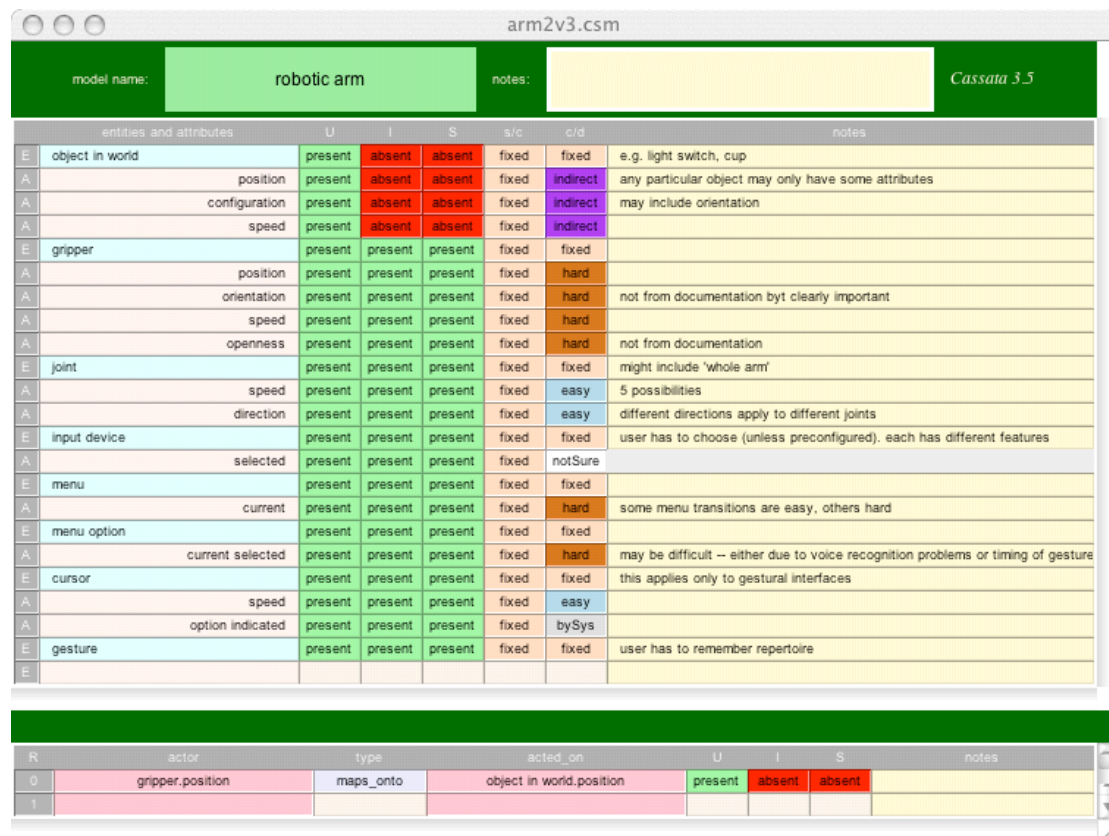 arm2v3.csm
model name: robotic arm notes: Cassata 3.5
entities and attributes U I S s/c c/d notes
E object in world present absent absent fixed fixed e.g. light switch, cup
A position present absent absent fixed indirect any particular object may only have some attributes
A configuration present absent absent fixed indirect may include orientation
A speed present absent absent fixed indirect
E gripper present present present fixed fixed
A position present present present fixed hard
A orientation present present present fixed hard not from documentation byt clearly important
A speed present present present fixed hard
A openness present present present fixed hard not from documentation
E joint present present present fixed fixed might include 'whole arm'
A speed present present present fixed easy 5 possibilities
A direction present present present fixed easy different directions apply to different joints
E input device present present present fixed fixed user has to choose (unless preconfigured). each has different features
A selected present present present fixed notSure
E menu present present present fixed fixed
A current present present present fixed hard some menu transitions are easy, others hard
E menu option present present present fixed fixed
A current selected present present present fixed hard may be difficult -- either due to voice recognition problems or timing of gesture
E cursor present present present fixed fixed this applies only to gestural interfaces
A speed present present present fixed easy
A option indicated present present present fixed bySys
E gesture present present present fixed fixed user has to remember repertoire
E
R actor type acted_on U I S notes
0 gripper.position maps_onto object in world.position present absent absent
1